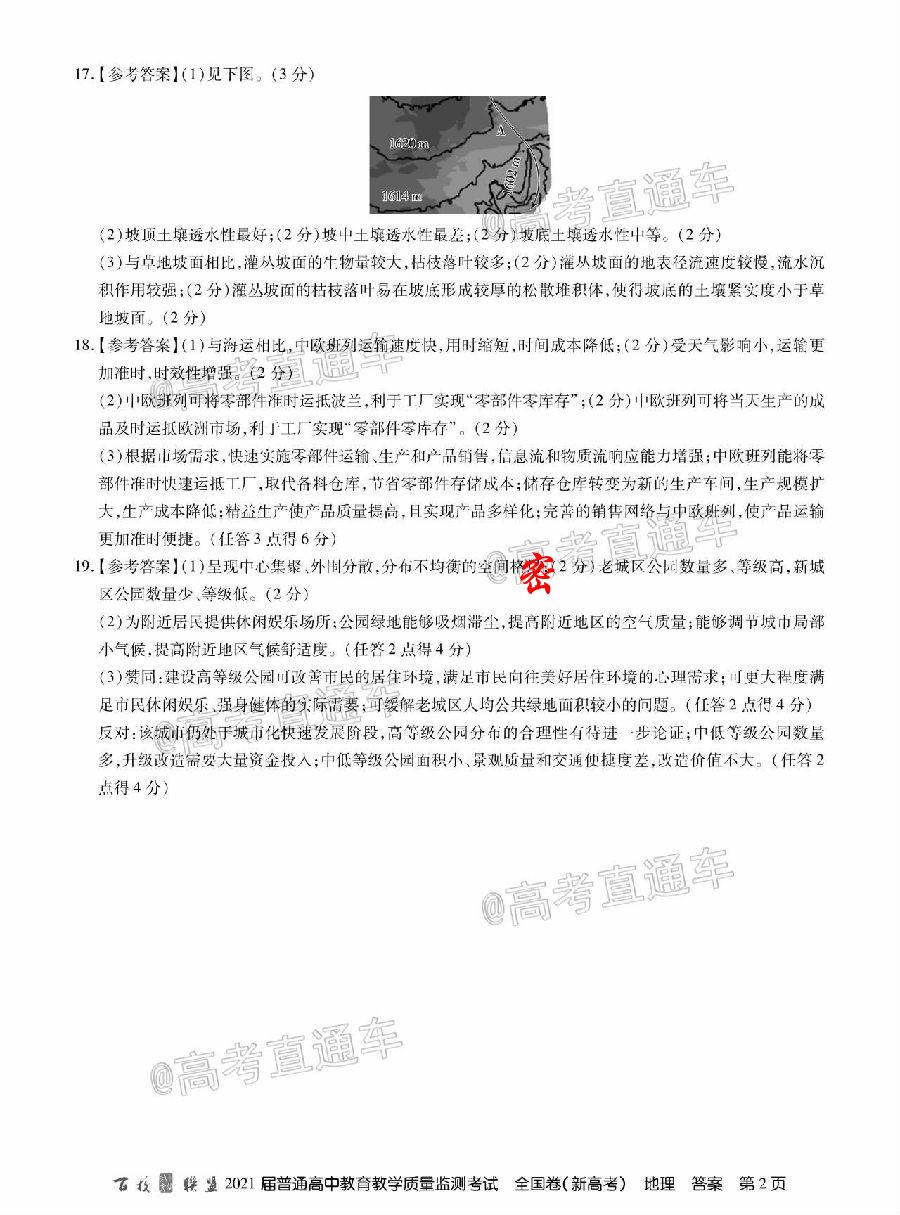 17.【参考答案】(1)见下图。(3分)
A
1620 m
1602 m
1614 m
@高考直通车
(2)坡顶土壤透水性最好;(2分)坡中土壤透水性最差;(2分)坡底土壤透水性中等。(2分)
(3)与草地坡面相比,灌丛坡面的生物量较大,枯枝落叶较多;(2分)灌丛坡面的地表径流速度较慢,流水沉
积作用较强;(2分)灌丛坡面的枯枝落叶易在坡底形成较厚的松散堆积体,使得坡底的土壤紧实度小于草
地坡面。(2分)
18.【参考答案】(1)与海运相比,中欧班列运输速度快,用时缩短,时间成本降低;(2分)受天气影响小,运输更
加准时,时效性增强。(2分)
@高考直通车
(2)中欧班列可将零部件准时运抵波兰,利于工厂实现“零部件零库存”;(2分)中欧班列可将当天生产的成
品及时运抵欧洲市场,利于工厂实现“零部件零库存”。(2分)
(3)根据市场需求,快速实施零部件运输、生产和产品销售,信息流和物质流响应能力增强;中欧班列能将零
部件准时快速运抵工厂,取代备料仓库,节省零部件存储成本;储存仓库转变为新的生产车间,生产规模扩
大,生产成本降低;精益生产使产品质量提高,且实现产品多样化;完善的销售网络与中欧班列,使产品运输
更加准时便捷。(任答3点得6分)
@高考直通车
19.【参考答案】(1)呈现中心集聚、外围分散,分布不均衡的空间格 密 (2分)老城区公园数量多、等级高,新城
区公园数量少、等级低。(2分)
(2)为附近居民提供休闲娱乐场所;公园绿地能够吸烟滞尘,提高附近地区的空气质量;能够调节城市局部
小气候,提高附近地区气候舒适度。(任答2点得4分)
(3)赞同:建设高等级公园可改善市民的居住环境,满足市民向往美好居住环境的心理需求;可更大程度满
足市民休闲娱乐、强身健体的实际需要;可缓解老城区人均公共绿地面积较小的问题。(任答2点得4分)
@高考直通车
反对:该城市仍处于城市化快速发展阶段,高等级公园分布的合理性有待进一步论证;中低等级公园数量
多,升级改造需要大量资金投入;中低等级公园面积小、景观质量和交通便捷度差,改造价值不大。(任答2
点得4分)
@高考直通车
@高考直通车
百校联盟 2021届普通高中教育教学质量监测考试 全国卷(新高考) 地理 答案 第2页